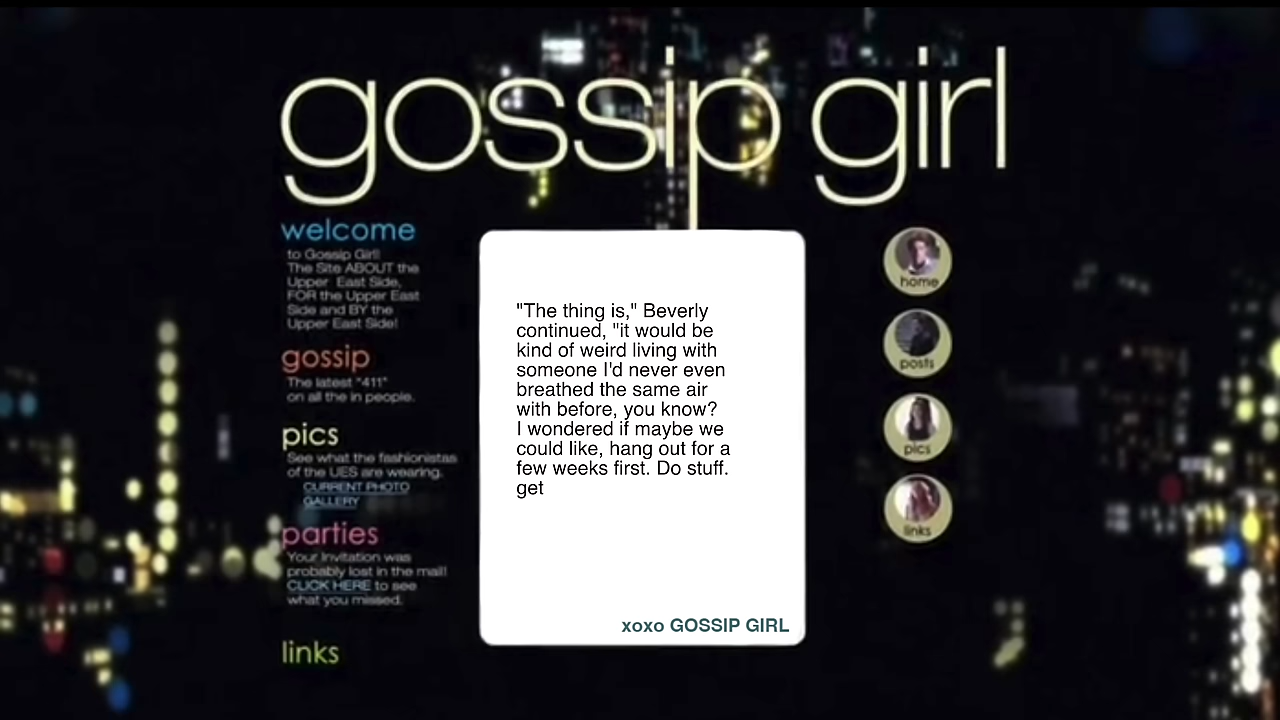 gossip girl
welcome
to Gossip Girl!
The Site ABOUT the
Upper East Side,
FOR the Upper East
Side and BY the
Upper East Side!
gossip
The latest "411"
on all the in people.
pics
See what the fashionistas
of the UES are wearing.
CURRENT PHOTO
GALLERY
parties
Your Invitation was
probably lost in the mail!
CLICK HERE to see
what you missed.
links
"The thing is," Beverly
continued, "it would be
kind of weird living with
someone I'd never even
breathed the same air
with before, you know?
I wondered if maybe we
could like, hang out for a
few weeks first. Do stuff.
get
xoxo GOSSIP GIRL
home
posts
pics
links